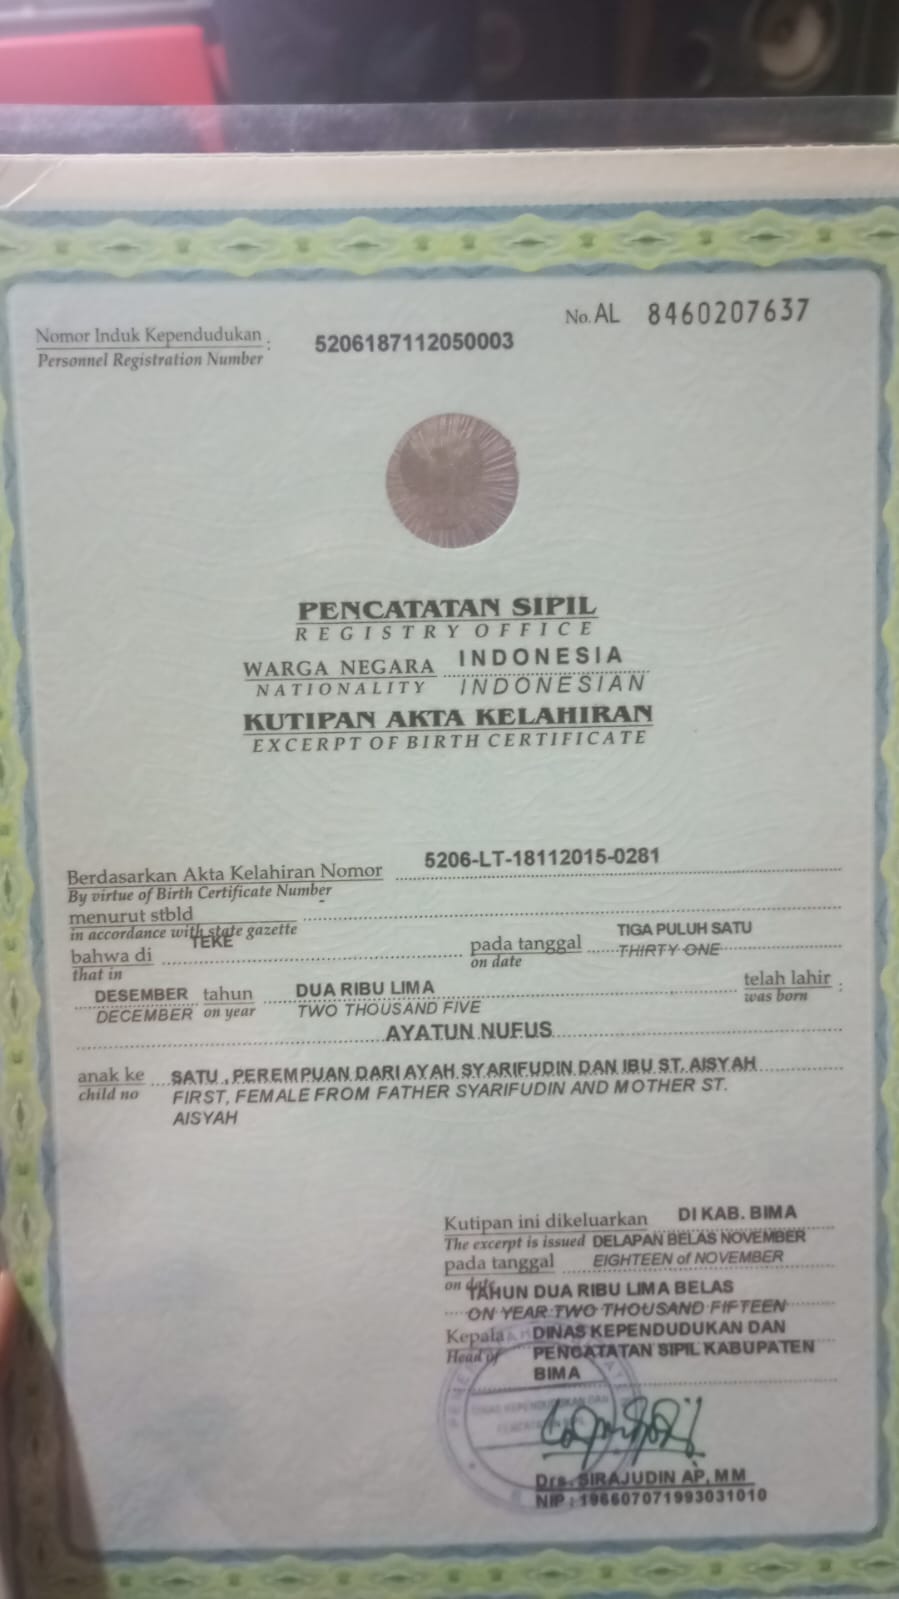 No. AL 8460207637
Nomor Induk Kependudukan : 5206187112050003
Personnel Registration Number
PENCATATAN SIPIL
REGISTRY OFFICE
WARGA NEGARA INDONESIA
NATIONALITY INDONESIAN
KUTIPAN AKTA KELAHIRAN
EXCERPT OF BIRTH CERTIFICATE
Berdasarkan Akta Kelahiran Nomor 5206-LT-18112015-0281
By virtue of Birth Certificate Number
menurut stbld -
in accordance with state gazette
bahwa di TEKE pada tanggal TIGA PULUH SATU
that in on date THIRTY ONE
DESEMBER tahun DUA RIBU LIMA telah lahir :
DECEMBER on year TWO THOUSAND FIVE was born
AYATUN NUFUS
anak ke SATU , PEREMPUAN DARI AYAH SYARIFUDIN DAN IBU ST. AISYAH
child no FIRST, FEMALE FROM FATHER SYARIFUDIN AND MOTHER ST.
AISYAH
Kutipan ini dikeluarkan DI KAB. BIMA
The excerpt is issued DELAPAN BELAS NOVEMBER
pada tanggal EIGHTEEN of NOVEMBER
on date TAHUN DUA RIBU LIMA BELAS
ON YEAR TWO THOUSAND FIFTEEN
Kepala DINAS KEPENDUDUKAN DAN
Head of PENCATATAN SIPIL KABUPATEN
BIMA
DINAS KEPENDUDUKAN DAN
PENCATATAN SIPIL
Drs. SIRAJUDIN AP, MM
NIP : 196607071993031010